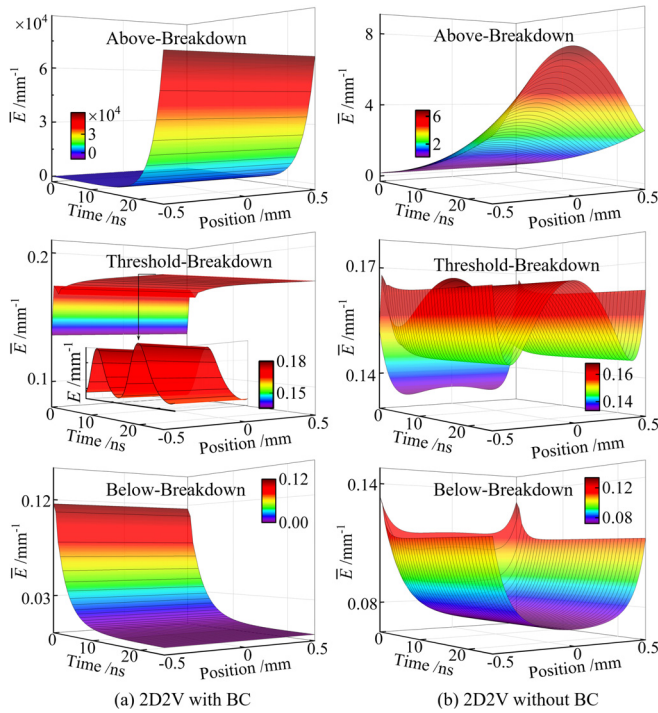 ×10⁴
Above-Breakdown
6
3
0
E̅ /mm⁻¹
×10⁴
3
0
0
10
20
Time /ns
-0.5
0
0.5
Position /mm
Above-Breakdown
8
4
0
E̅ /mm⁻¹
6
2
0
10
20
Time /ns
-0.5
0
0.5
Position /mm
Threshold-Breakdown
0.2
0.1
E̅ /mm⁻¹
E /mm⁻¹
0.18
0.15
0
10
20
Time /ns
-0.5
0
0.5
Position /mm
Threshold-Breakdown
0.17
0.14
E̅ /mm⁻¹
0.16
0.14
0
10
20
Time /ns
-0.5
0
0.5
Position /mm
Below-Breakdown
0.12
0.03
E̅ /mm⁻¹
0.12
0.00
0
10
20
Time /ns
-0.5
0
0.5
Position /mm
Below-Breakdown
0.14
0.08
E̅ /mm⁻¹
0.12
0.08
0
10
20
Time /ns
-0.5
0
0.5
Position /mm
(a) 2D2V with BC
(b) 2D2V without BC